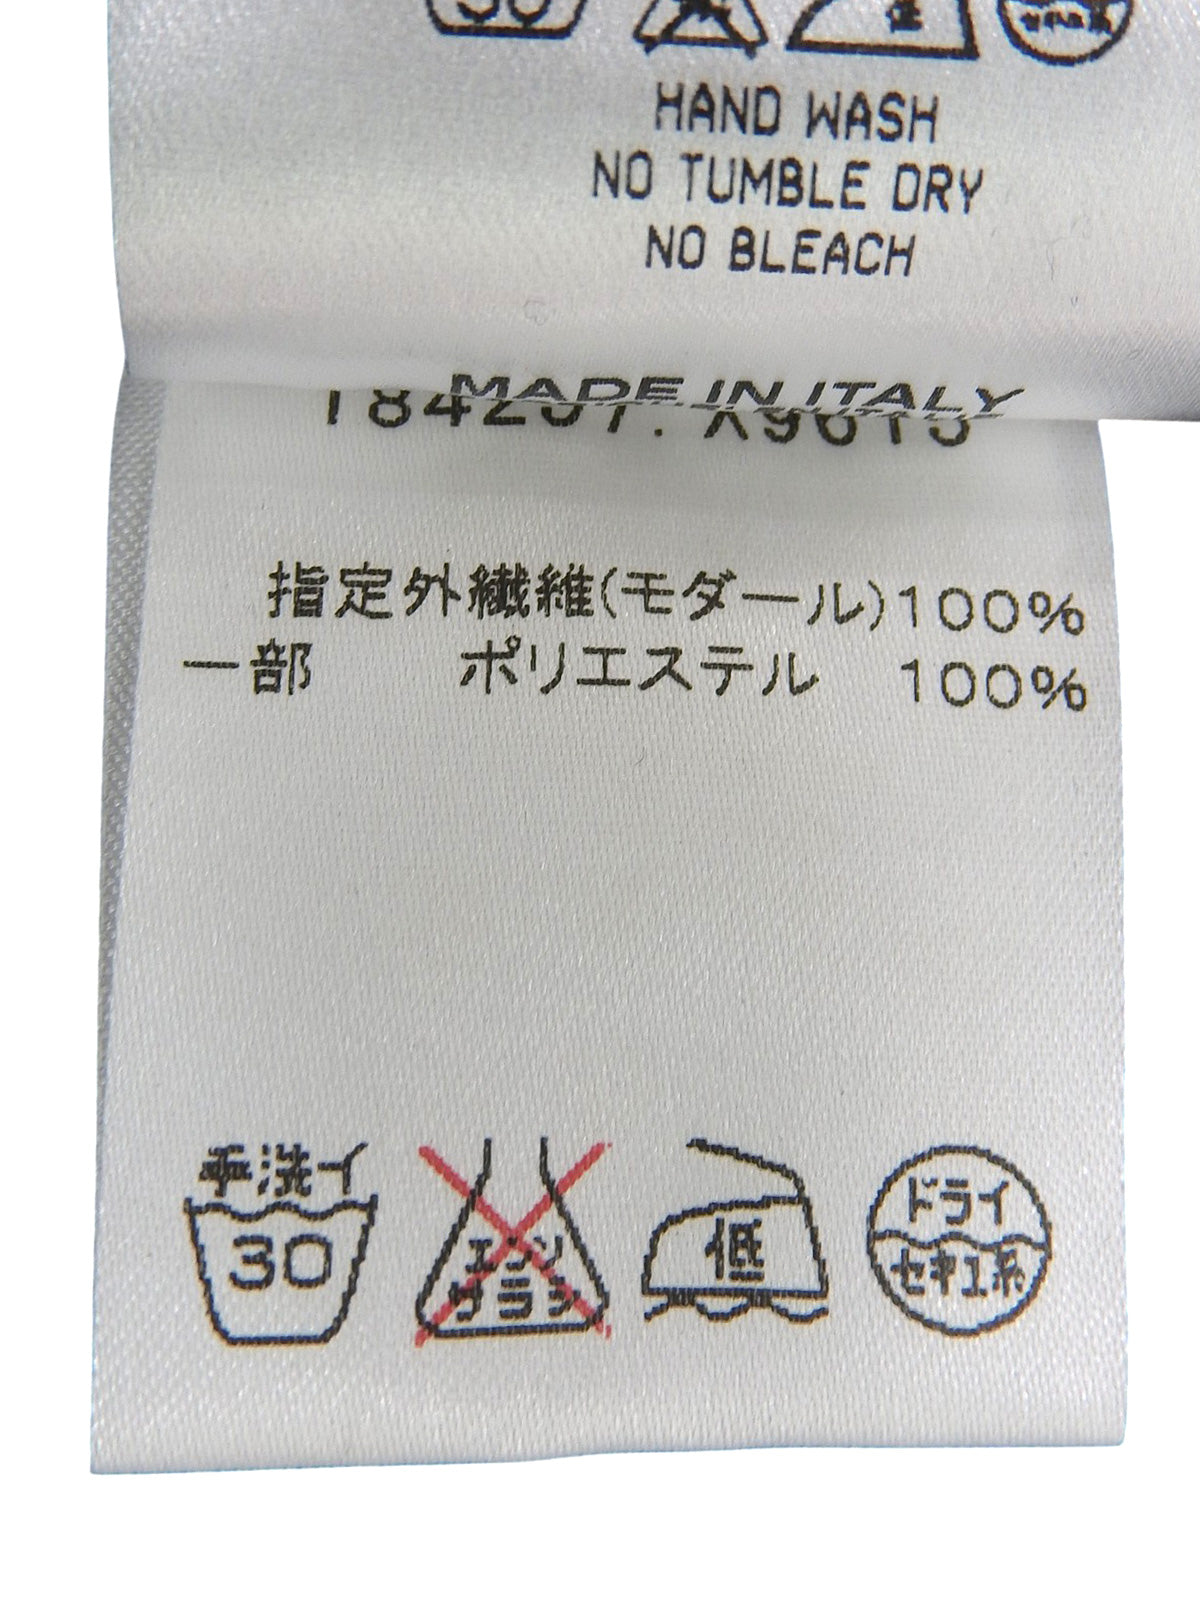 30
低
HAND WASH
NO TUMBLE DRY
NO BLEACH
MADE IN ITALY
指定外繊維(モダール)100%
一部 ポリエステル 100%
手洗イ
30
エンソ
サラシ
低
ドライ
セキユ系